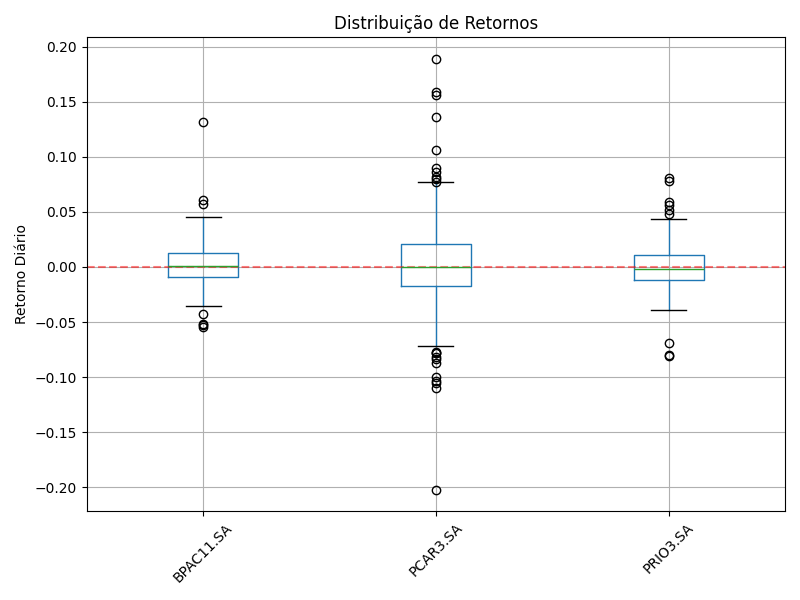 Distribuição de Retornos
Retorno Diário
0.20
0.15
0.10
0.05
0.00
−0.05
−0.10
−0.15
−0.20
BPAC11.SA
PCAR3.SA
PRIO3.SA